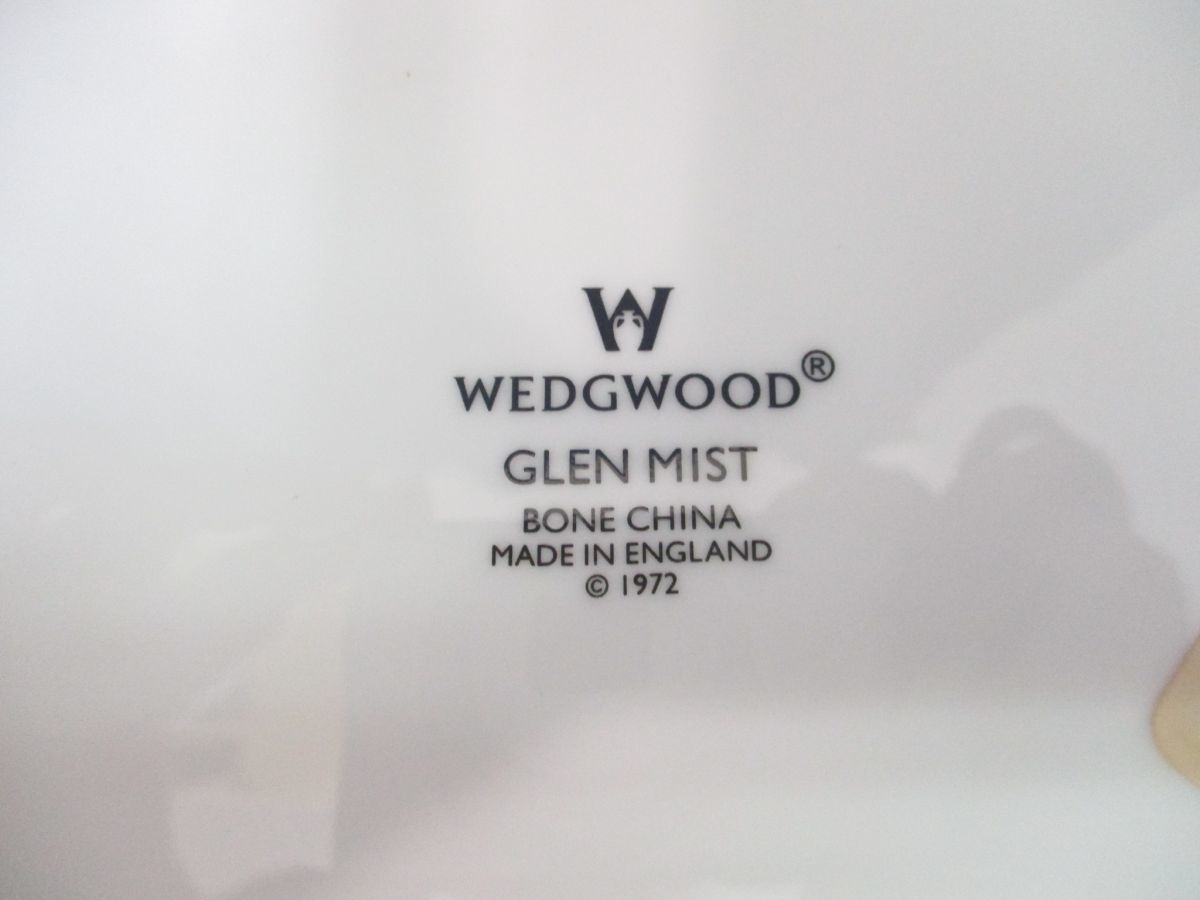 W
WEDGWOOD®
GLEN MIST
BONE CHINA
MADE IN ENGLAND
© 1972